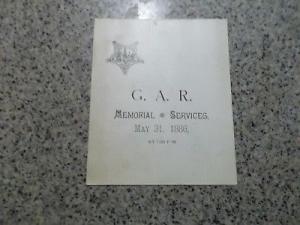 G. A. R.
MEMORIAL SERVICES,
MAY 31, 1886,